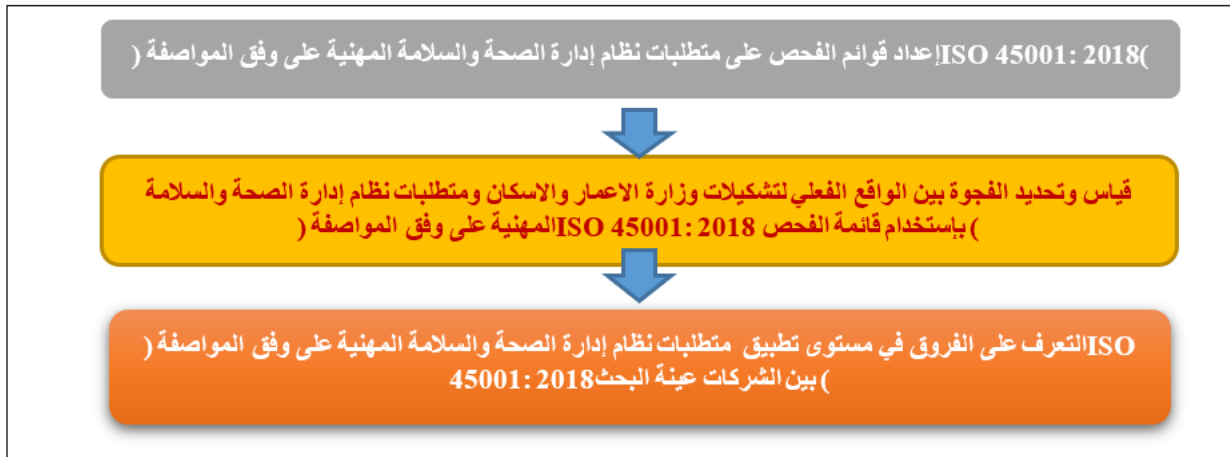 إعداد قوائم الفحص على متطلبات نظام إدارة الصحة والسلامة المهنية على وفق المواصفة (ISO 45001: 2018)
قياس وتحديد الفجوة بين الواقع الفعلي لتشكيلات وزارة الاعمار والاسكان ومتطلبات نظام إدارة الصحة والسلامة
المهنية على وفق المواصفة (ISO 45001: 2018) بإستخدام قائمة الفحص
التعرف على الفروق في مستوى تطبيق متطلبات نظام إدارة الصحة والسلامة المهنية على وفق المواصفة (ISO
45001: 2018) بين الشركات عينة البحث